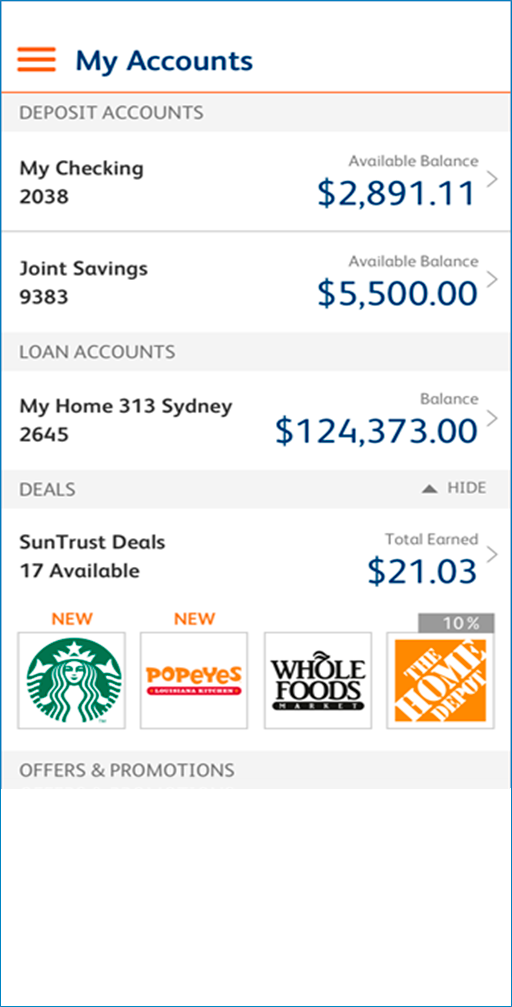 My Accounts
DEPOSIT ACCOUNTS
My Checking
2038
Available Balance
$2,891.11
Joint Savings
9383
Available Balance
$5,500.00
LOAN ACCOUNTS
My Home 313 Sydney
2645
Balance
$124,373.00
DEALS
HIDE
SunTrust Deals
17 Available
Total Earned
$21.03
NEW
NEW
10%
POPEYES
LOUISIANA KITCHEN
WHOLE
FOODS
MARKET
THE
HOME
DEPOT
OFFERS & PROMOTIONS